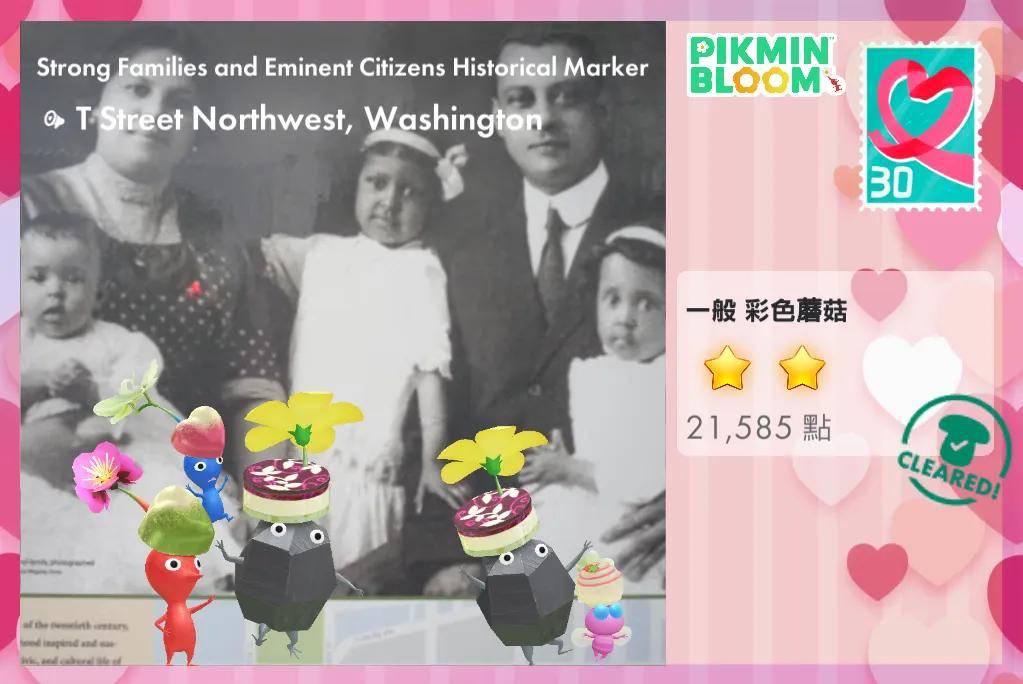 Strong Families and Eminent Citizens Historical Marker
T Street Northwest, Washington
PIKMIN
BLOOM
30
一般 彩色蘑菇
21,585 點
CLEARED!
of the twentieth century,